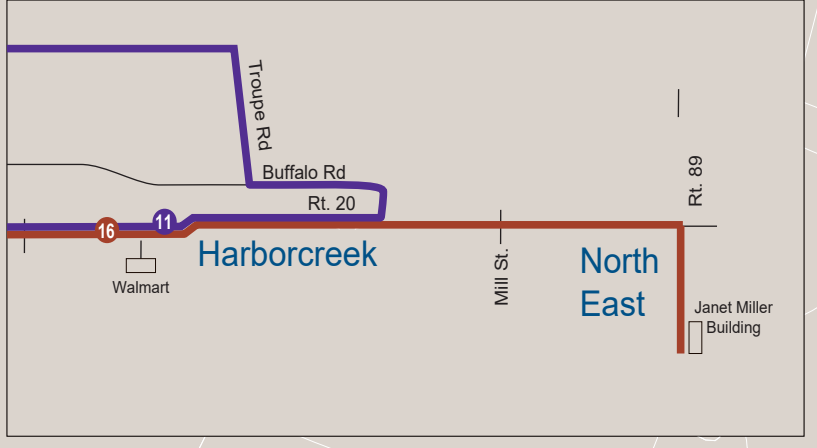 Troupe Rd
Buffalo Rd
Rt. 20
Rt. 89
11
16
Harborcreek
Walmart
Mill St.
North
East
Janet Miller
Building